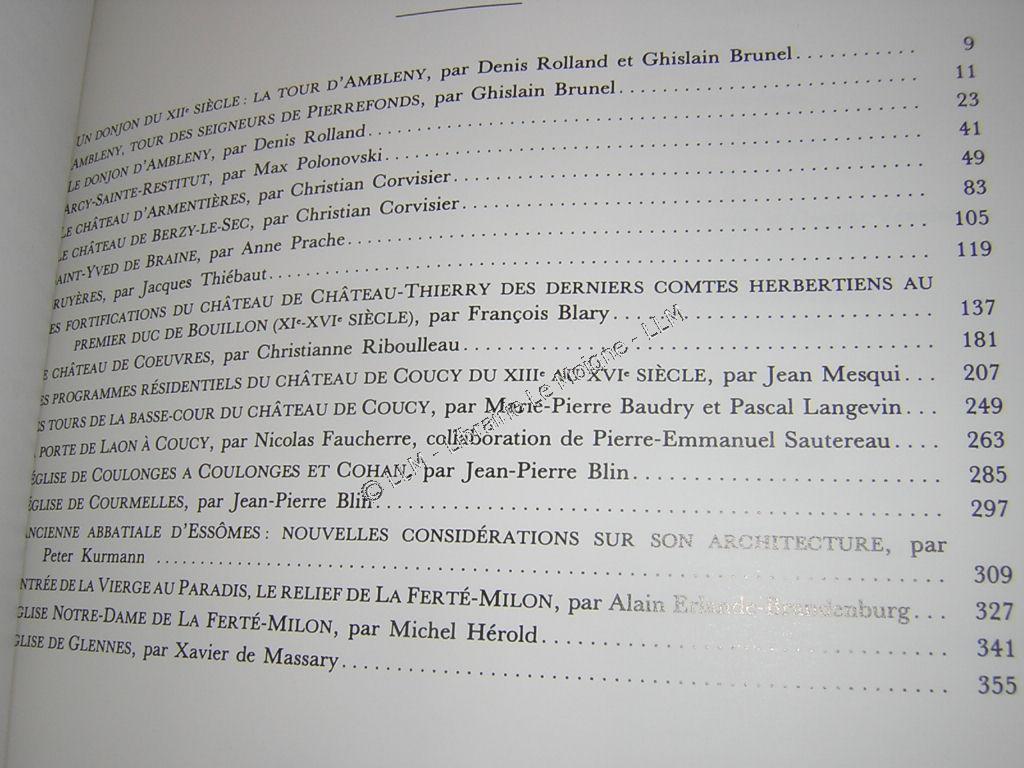 UN DONJON DU XIIe SIÈCLE : LA TOUR D'AMBLENY, par Denis Rolland et Ghislain Brunel........... 9
AMBLENY, TOUR DES SEIGNEURS DE PIERREFONDS, par Ghislain Brunel........... 11
LE DONJON D'AMBLENY, par Denis Rolland........... 23
ARCY-SAINTE-RESTITUT, par Max Polonovski........... 41
LE CHÂTEAU D'ARMENTIÈRES, par Christian Corvisier........... 49
LE CHÂTEAU DE BERZY-LE-SEC, par Christian Corvisier........... 83
AINT-YVED DE BRAINE, par Anne Prache........... 105
RUYÈRES, par Jacques Thiébaut........... 119
ES FORTIFICATIONS DU CHÂTEAU DE CHÂTEAU-THIERRY DES DERNIERS COMTES HERBERTIENS AU
PREMIER DUC DE BOUILLON (XIe-XVIe SIÈCLE), par François Blary........... 137
E CHÂTEAU DE COEUVRES, par Christianne Riboulleau........... 181
ES PROGRAMMES RÉSIDENTIELS DU CHÂTEAU DE COUCY DU XIIIe AU XVIe SIÈCLE, par Jean Mesqui... 207
S TOURS DE LA BASSE-COUR DU CHÂTEAU DE COUCY, par Marie-Pierre Baudry et Pascal Langevin... 249
PORTE DE LAON À COUCY, par Nicolas Faucherre, collaboration de Pierre-Emmanuel Sautereau.... 263
ÉGLISE DE COULONGES A COULONGES ET COHAN, par Jean-Pierre Blin........... 285
ÉGLISE DE COURMELLES, par Jean-Pierre Blin........... 297
ANCIENNE ABBATIALE D'ESSÔMES : NOUVELLES CONSIDÉRATIONS SUR SON ARCHITECTURE, par
Peter Kurmann........... 309
NTRÉE DE LA VIERGE AU PARADIS, LE RELIEF DE LA FERTÉ-MILON, par Alain Erlande-Brandenburg... 327
GLISE NOTRE-DAME DE LA FERTÉ-MILON, par Michel Hérold........... 341
GLISE DE GLENNES, par Xavier de Massary........... 355
© LLM - Librairie Le Moigne - LLM